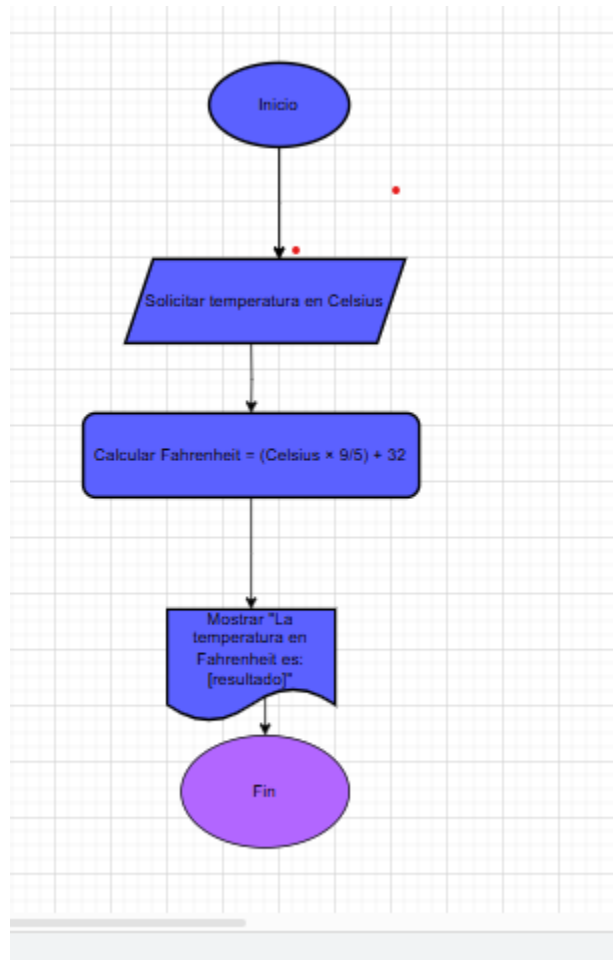 Inicio
Solicitar temperatura en Celsius
Calcular Fahrenheit = (Celsius × 9/5) + 32
Mostrar "La
temperatura en
Fahrenheit es:
[resultado]"
Fin